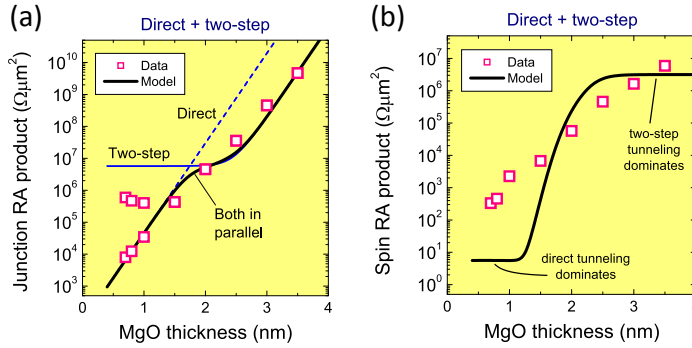 (a)
Direct + two-step
Junction RA product (Ωμm²)
10¹⁰
10⁹
10⁸
10⁷
10⁶
10⁵
10⁴
10³
Data
Model
Direct
Two-step
Both in
parallel
0 1 2 3 4
MgO thickness (nm)
(b)
Direct + two-step
Spin RA product (Ωμm²)
10⁷
10⁶
10⁵
10⁴
10³
10²
10¹
10⁰
Data
Model
two-step
tunneling
dominates
direct tunneling
dominates
0 1 2 3
MgO thickness (nm)